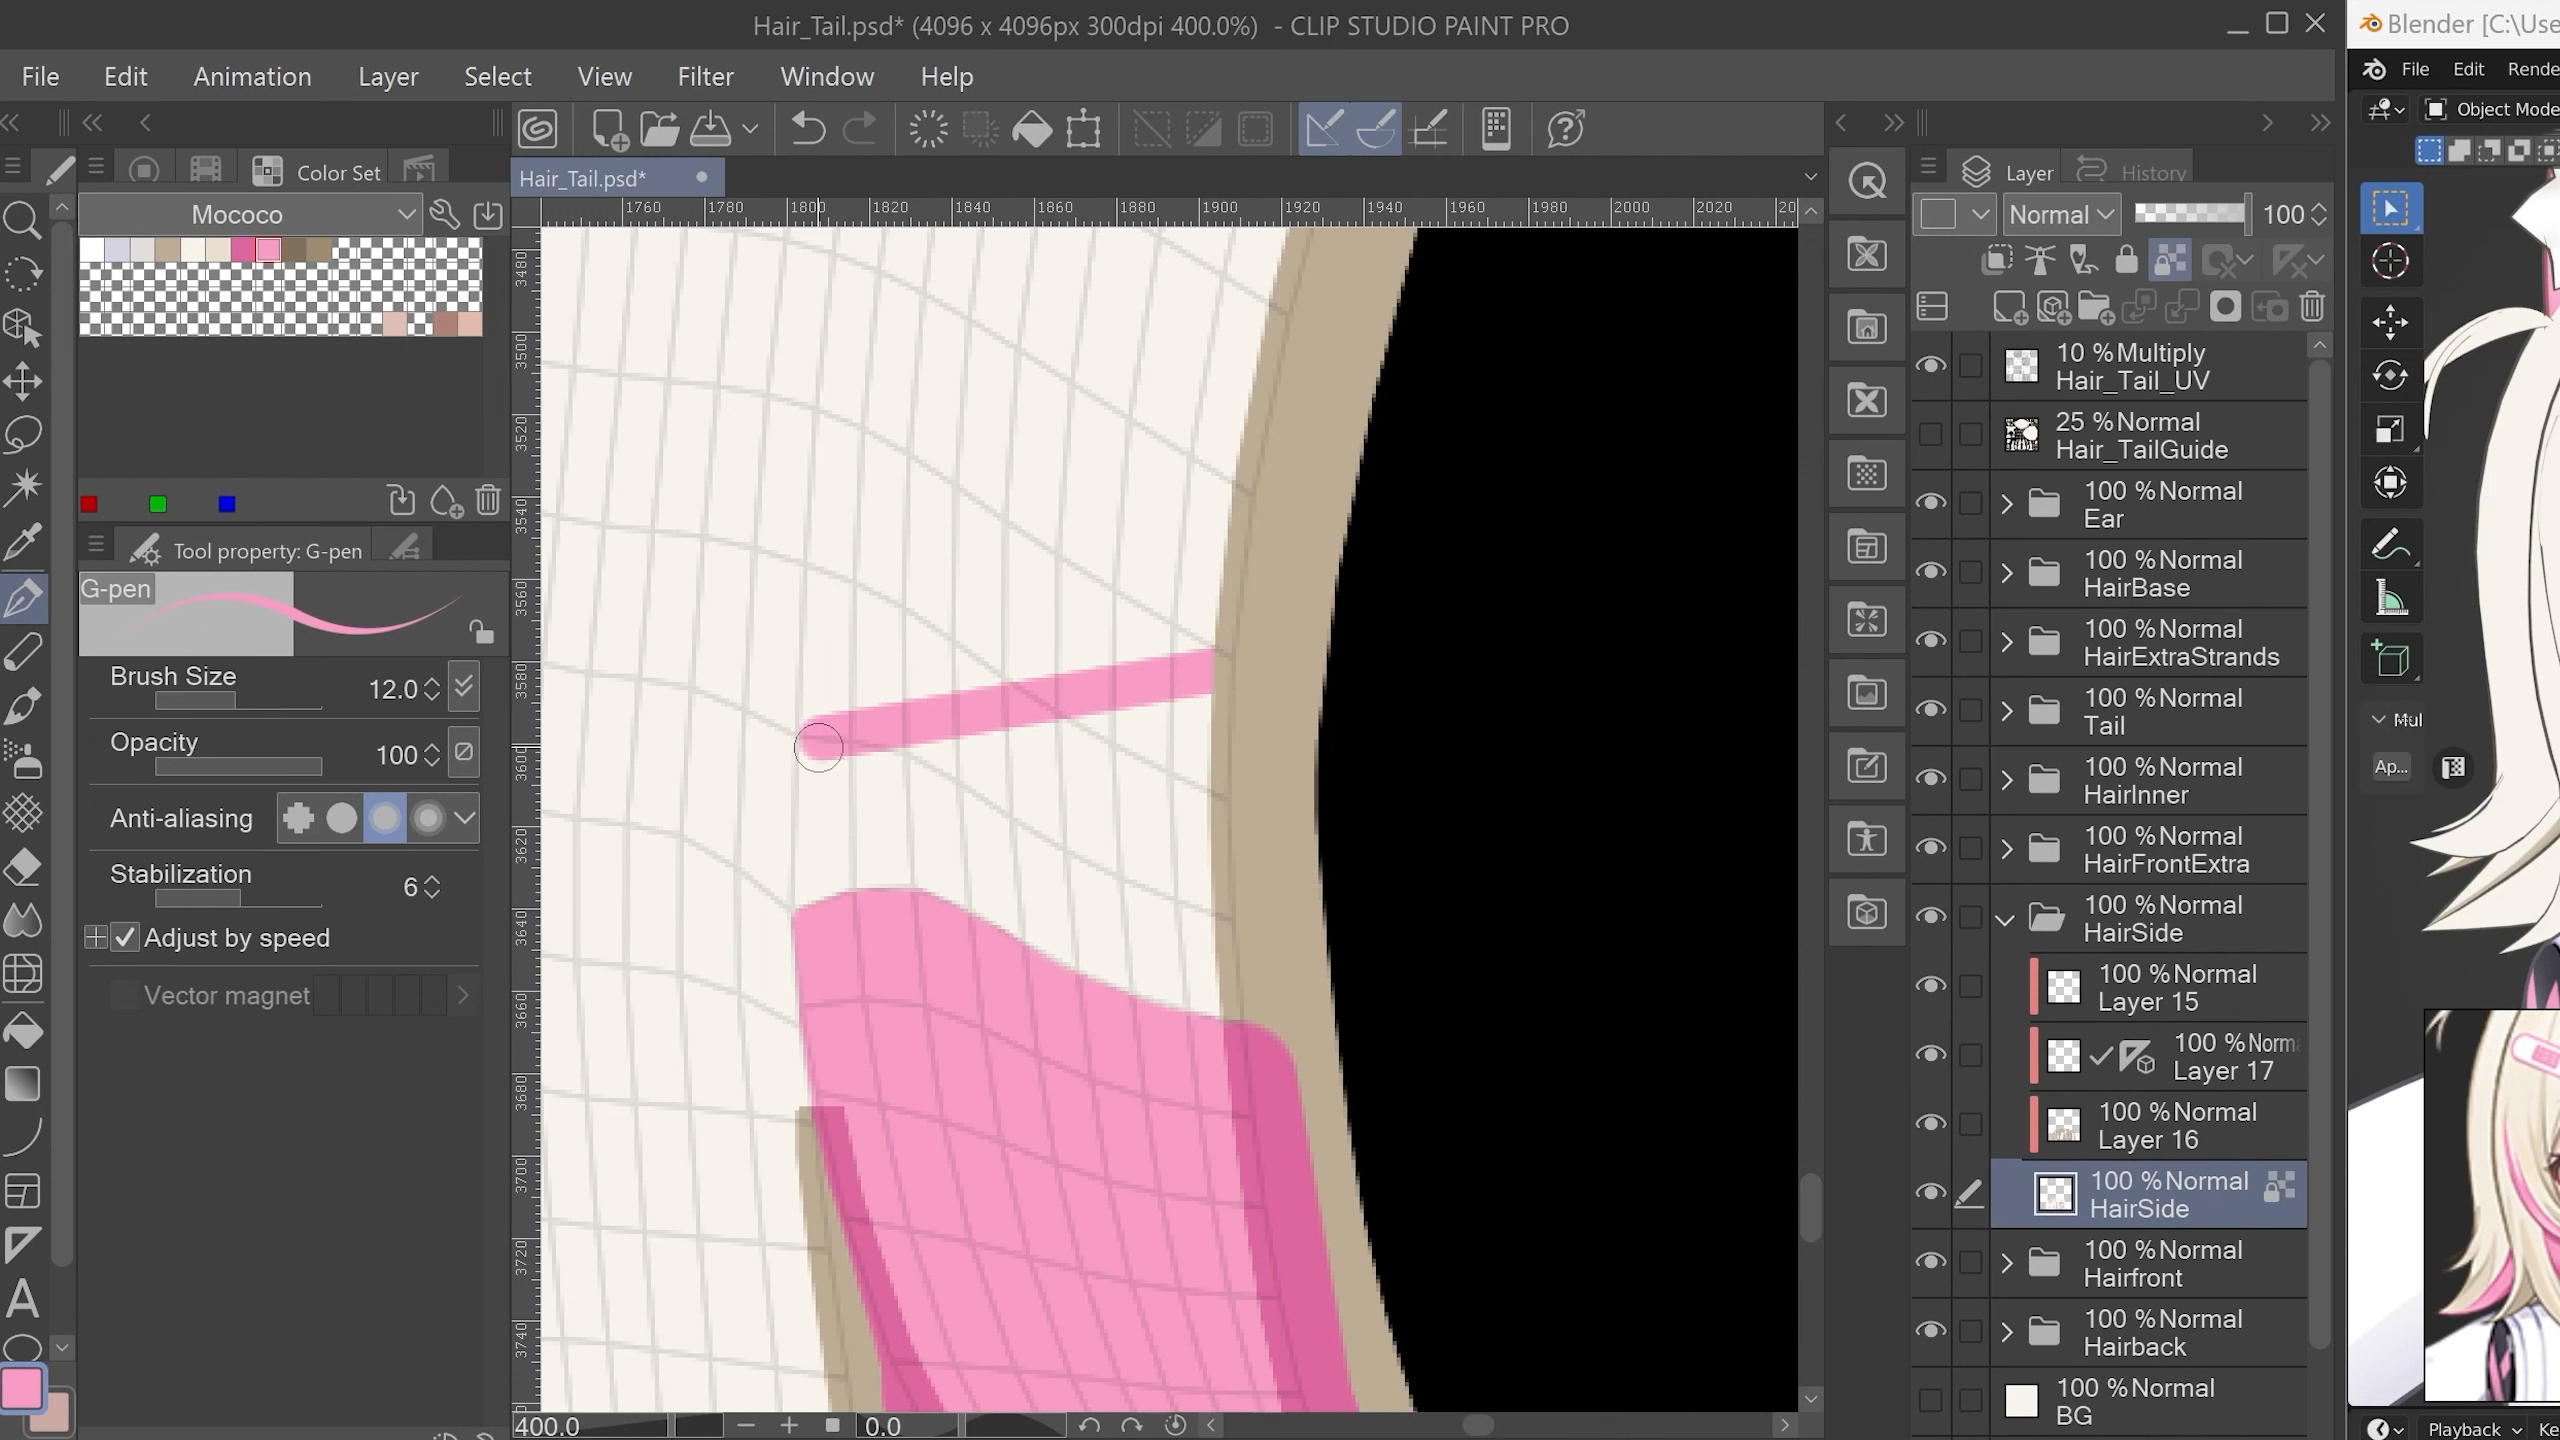 Hair_Tail.psd* (4096 x 4096px 300dpi 400.0%) - CLIP STUDIO PAINT PRO
File Edit Animation Layer Select View Filter Window Help
Color Set
Mococo
Tool property: G-pen
G-pen
Brush Size 12.0
Opacity 100
Anti-aliasing
Stabilization 6
Adjust by speed
Vector magnet
A
Hair_Tail.psd*
1760 1780 1800 1820 1840 1860 1880 1900 1920 1940 1960 1980 2000 2020 20
3480
3500
3520
3540
3560
3580
3600
3620
3640
3660
3680
3700
3720
3740
400.0 0.0
Layer History
Normal 100
10 %Multiply
Hair_Tail_UV
25 %Normal
Hair_TailGuide
100 %Normal
Ear
100 %Normal
HairBase
100 %Normal
HairExtraStrands
100 %Normal
Tail
100 %Normal
HairInner
100 %Normal
HairFrontExtra
100 %Normal
HairSide
100 %Normal
Layer 15
100 %Norm
Layer 17
100 %Normal
Layer 16
100 %Normal
HairSide
100 %Normal
Hairfront
100 %Normal
Hairback
100 %Normal
BG
Blender [C:\Use
File Edit Rende
Object Mode
Mul
Ap...
Playback Ke